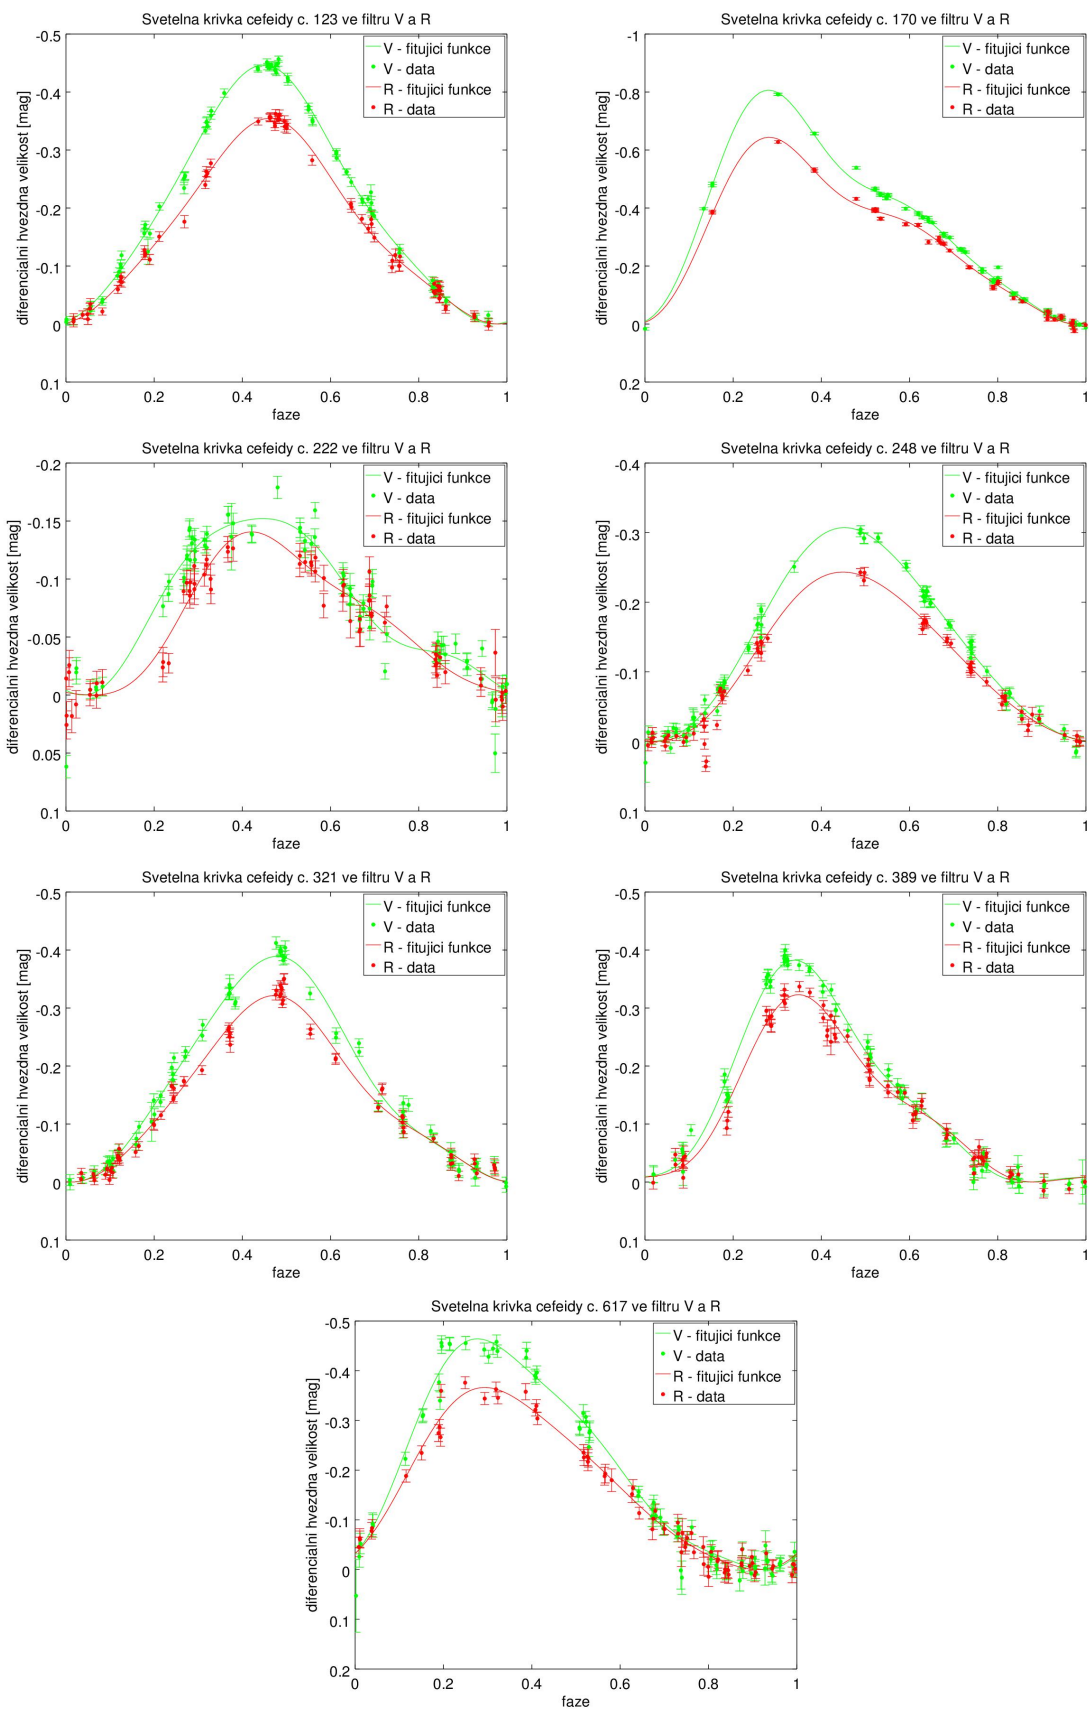 Svetelna krivka cefeidy c. 123 ve filtru V a R
diferencialni hvezdna velikost [mag]
-0.5
-0.4
-0.3
-0.2
-0.1
0
0.1
V - fitujici funkce
V - data
R - fitujici funkce
R - data
0 0.2 0.4 0.6 0.8 1
faze
Svetelna krivka cefeidy c. 170 ve filtru V a R
diferencialni hvezdna velikost [mag]
-1
-0.8
-0.6
-0.4
-0.2
0
0.2
V - fitujici funkce
V - data
R - fitujici funkce
R - data
0 0.2 0.4 0.6 0.8 1
faze
Svetelna krivka cefeidy c. 222 ve filtru V a R
diferencialni hvezdna velikost [mag]
-0.2
-0.15
-0.1
-0.05
0
0.05
0.1
V - fitujici funkce
V - data
R - fitujici funkce
R - data
0 0.2 0.4 0.6 0.8 1
faze
Svetelna krivka cefeidy c. 248 ve filtru V a R
diferencialni hvezdna velikost [mag]
-0.4
-0.3
-0.2
-0.1
0
0.1
V - fitujici funkce
V - data
R - fitujici funkce
R - data
0 0.2 0.4 0.6 0.8 1
faze
Svetelna krivka cefeidy c. 321 ve filtru V a R
diferencialni hvezdna velikost [mag]
-0.5
-0.4
-0.3
-0.2
-0.1
0
0.1
V - fitujici funkce
V - data
R - fitujici funkce
R - data
0 0.2 0.4 0.6 0.8 1
faze
Svetelna krivka cefeidy c. 389 ve filtru V a R
diferencialni hvezdna velikost [mag]
-0.5
-0.4
-0.3
-0.2
-0.1
0
0.1
V - fitujici funkce
V - data
R - fitujici funkce
R - data
0 0.2 0.4 0.6 0.8 1
faze
Svetelna krivka cefeidy c. 617 ve filtru V a R
diferencialni hvezdna velikost [mag]
-0.5
-0.4
-0.3
-0.2
-0.1
0
0.1
0.2
V - fitujici funkce
V - data
R - fitujici funkce
R - data
0 0.2 0.4 0.6 0.8 1
faze